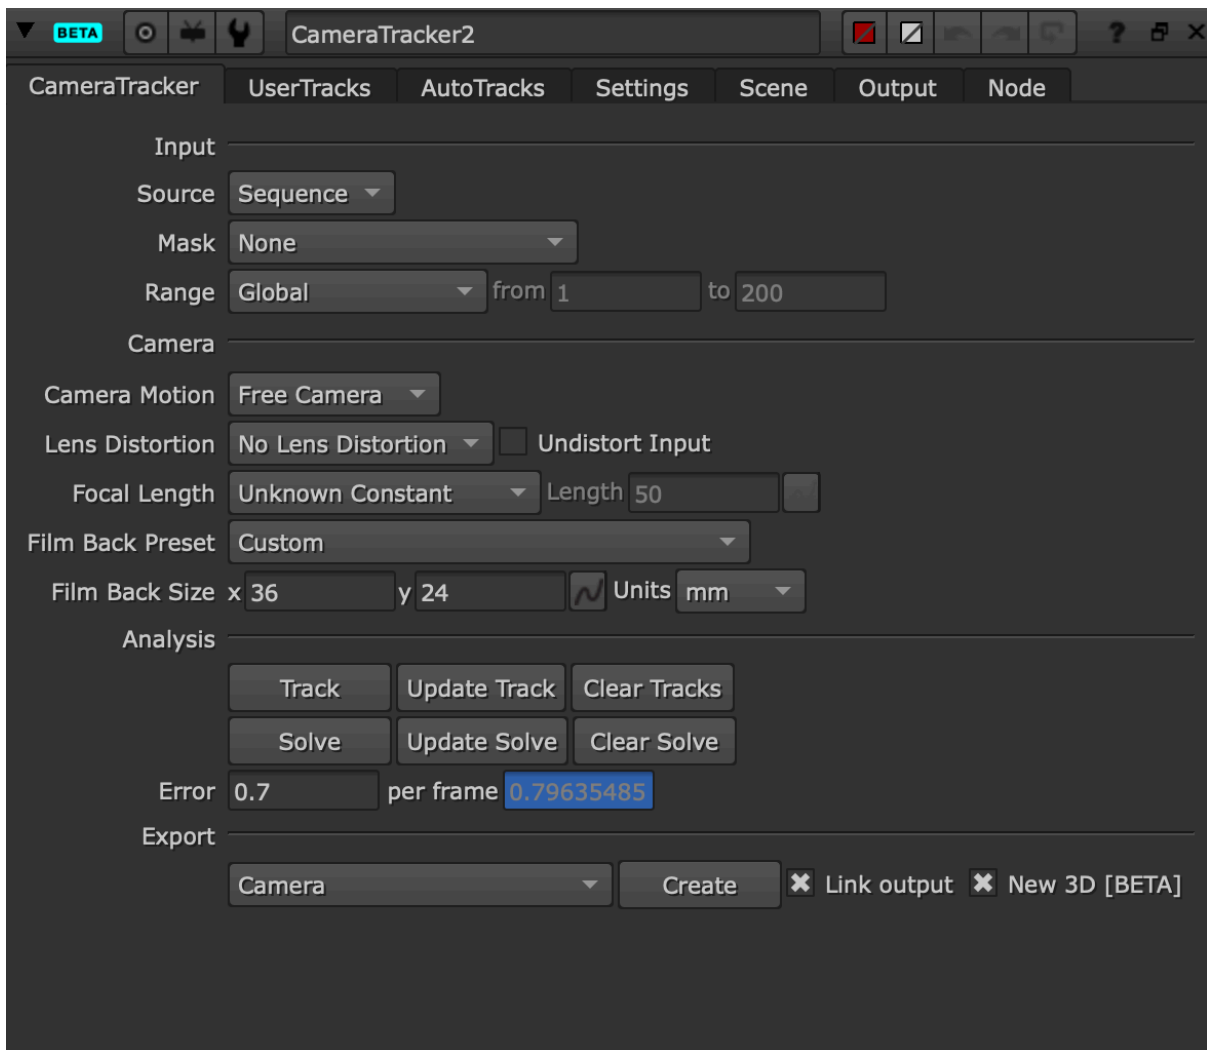 BETA CameraTracker2 ?
CameraTracker UserTracks AutoTracks Settings Scene Output Node
Input
Source Sequence
Mask None
Range Global from 1 to 200
Camera
Camera Motion Free Camera
Lens Distortion No Lens Distortion Undistort Input
Focal Length Unknown Constant Length 50
Film Back Preset Custom
Film Back Size x 36 y 24 Units mm
Analysis
Track Update Track Clear Tracks
Solve Update Solve Clear Solve
Error 0.7 per frame 0.79635485
Export
Camera Create Link output New 3D [BETA]